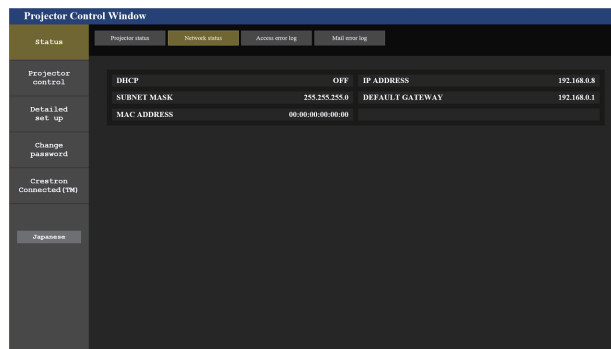 Projector Control Window
Status
Projector status
Network status
Access error log
Mail error log
Projector
control
Detailed
set up
Change
password
Crestron
Connected(TM)
Japanese
DHCP OFF IP ADDRESS 192.168.0.8
SUBNET MASK 255.255.255.0 DEFAULT GATEWAY 192.168.0.1
MAC ADDRESS 00:00:00:00:00:00